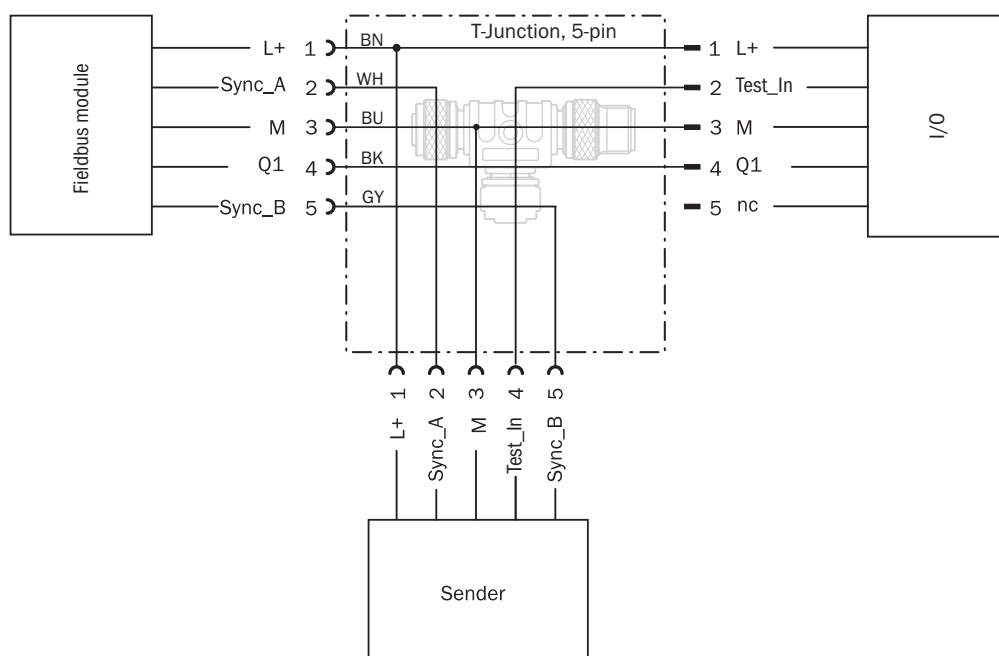 T-Junction, 5-pin
Fieldbus module
L+ 1 BN
Sync_A 2 WH
M 3 BU
Q1 4 BK
Sync_B 5 GY
1 L+
2 Test_In
3 M
4 Q1
5 nc
I/O
1 L+
2 Sync_A
3 M
4 Test_In
5 Sync_B
Sender